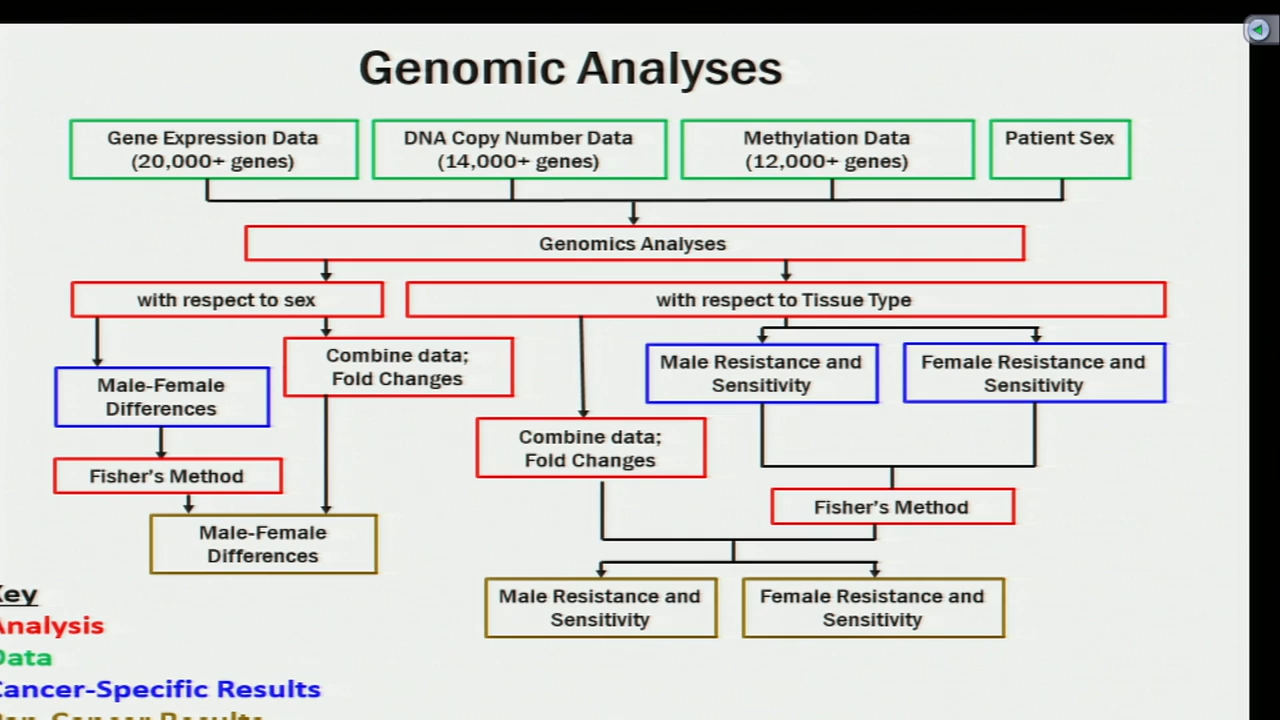 Genomic Analyses
Gene Expression Data
(20,000+ genes)
DNA Copy Number Data
(14,000+ genes)
Methylation Data
(12,000+ genes)
Patient Sex
Genomics Analyses
with respect to sex
with respect to Tissue Type
Combine data;
Fold Changes
Male Resistance and
Sensitivity
Female Resistance and
Sensitivity
Male-Female
Differences
Combine data;
Fold Changes
Fisher's Method
Fisher's Method
Male-Female
Differences
Male Resistance and
Sensitivity
Female Resistance and
Sensitivity
Key
Analysis
Data
Cancer-Specific Results
Pan-Cancer Results